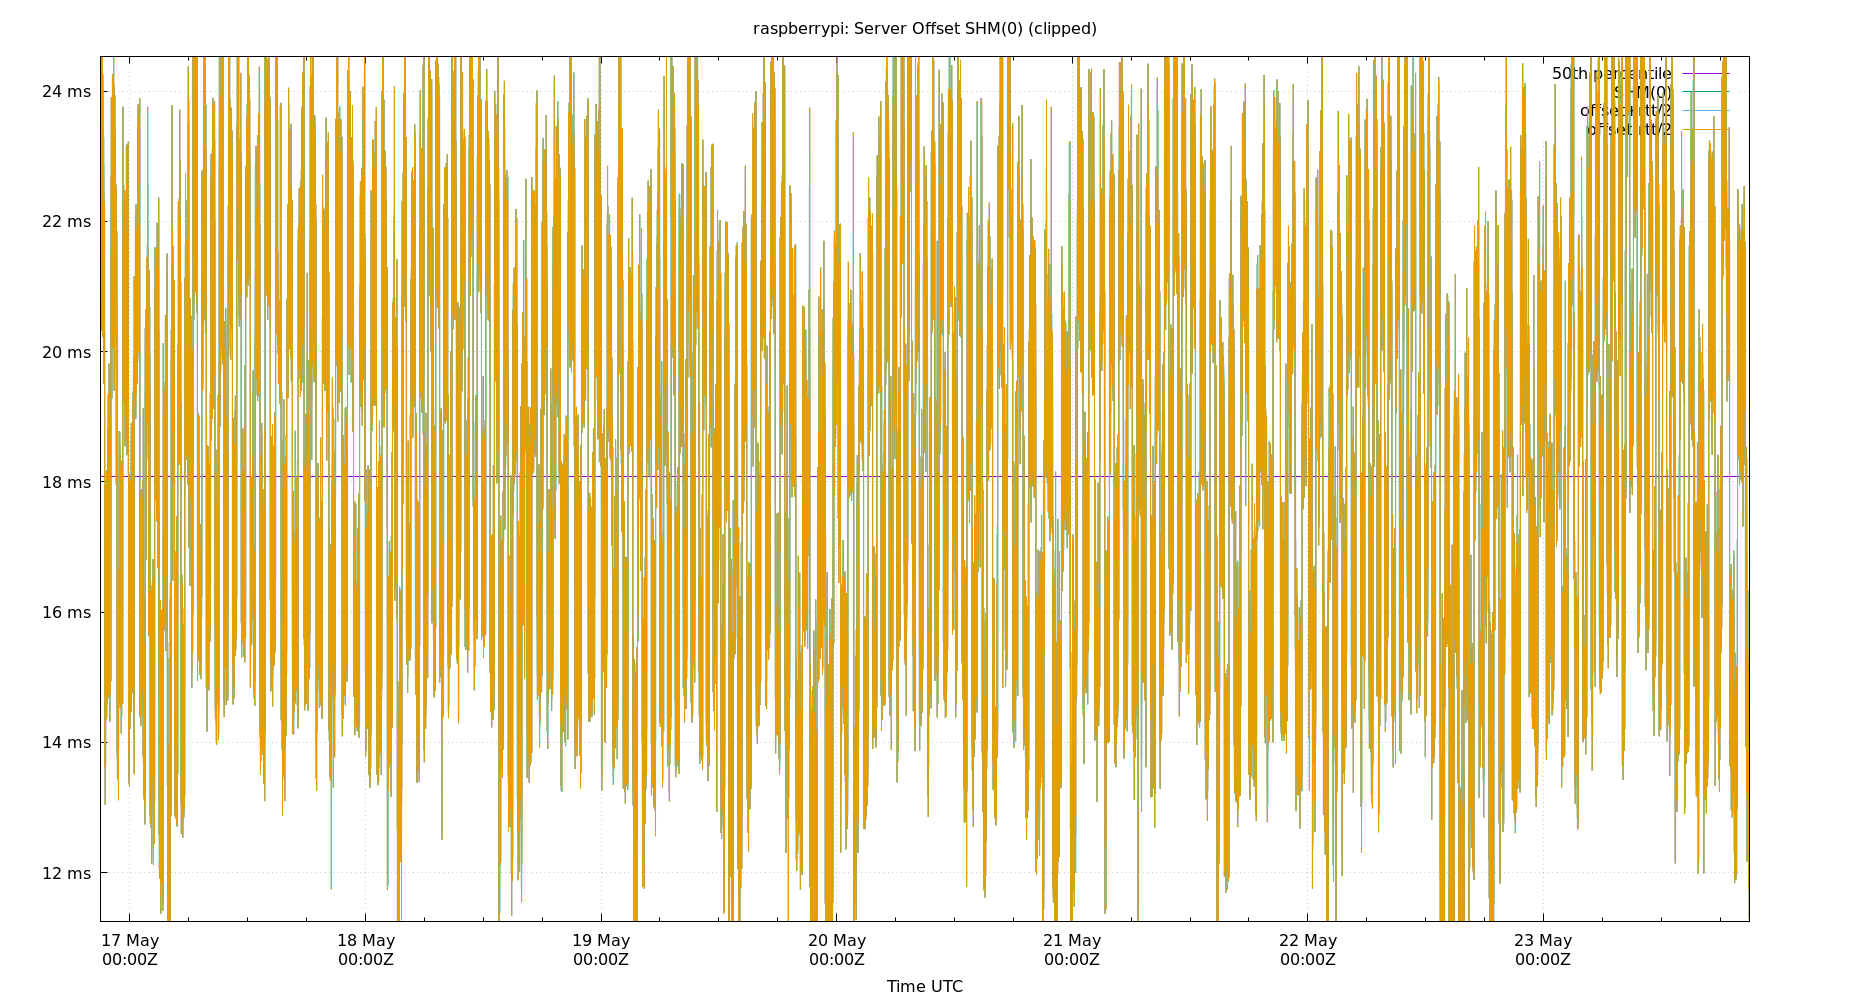 raspberrypi: Server Offset SHM(0) (clipped)
24 ms
22 ms
20 ms
18 ms
16 ms
14 ms
12 ms
50th percentile
SHM(0)
17 May
00:00Z
18 May
00:00Z
19 May
00:00Z
20 May
00:00Z
21 May
00:00Z
22 May
00:00Z
23 May
00:00Z
Time UTC